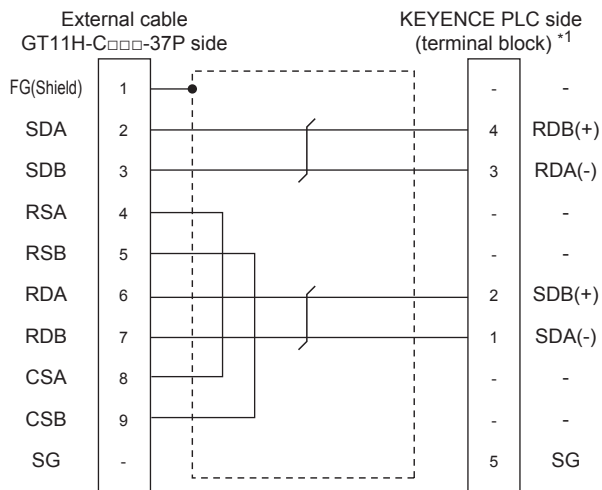 External cable
GT11H-C□□□-37P side
KEYENCE PLC side
(terminal block) *1
FG(Shield) 1 - -
SDA 2 4 RDB(+)
SDB 3 3 RDA(-)
RSA 4 - -
RSB 5 - -
RDA 6 2 SDB(+)
RDB 7 1 SDA(-)
CSA 8 - -
CSB 9 - -
SG - 5 SG